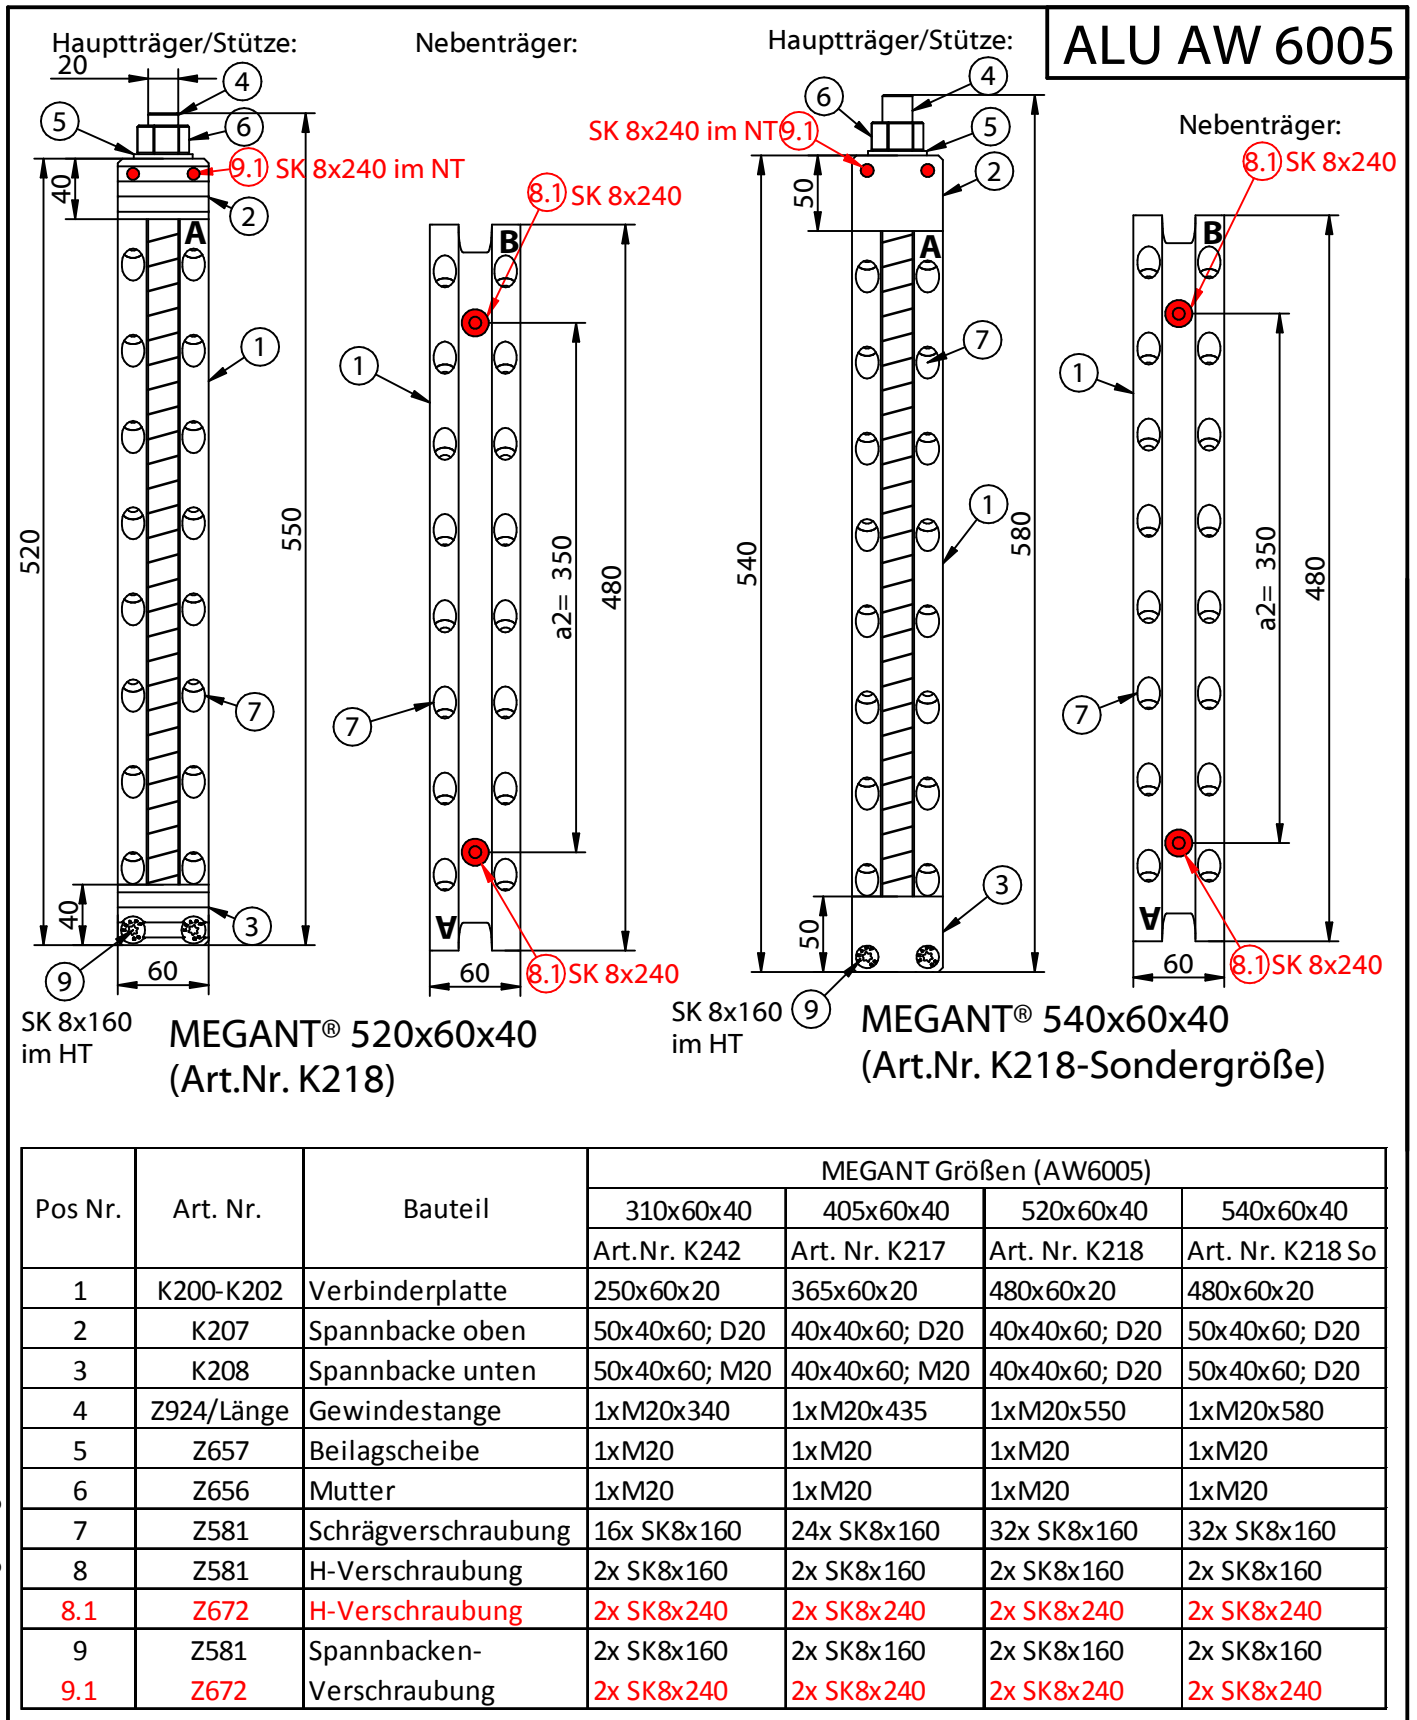 ALU AW 6005
Hauptträger/Stütze:
Nebenträger:
20
4
5
6
9.1 SK 8x240 im NT
40
2
8.1 SK 8x240
A
B
1
1
520
550
a2= 350
480
7
7
40
3
9
60
60
8.1 SK 8x240
A
SK 8x160
im HT
MEGANT® 520x60x40
(Art.Nr. K218)
Hauptträger/Stütze:
Nebenträger:
4
6
SK 8x240 im NT 9.1
5
8.1 SK 8x240
50
2
A
B
7
1
1
540
580
a2= 350
480
7
3
50
A
60
8.1 SK 8x240
SK 8x160 9
im HT
MEGANT® 540x60x40
(Art.Nr. K218-Sondergröße)
Pos Nr. Art. Nr. Bauteil MEGANT Größen (AW6005)
310x60x40 405x60x40 520x60x40 540x60x40
Art.Nr. K242 Art. Nr. K217 Art. Nr. K218 Art. Nr. K218 So
1 K200-K202 Verbinderplatte 250x60x20 365x60x20 480x60x20 480x60x20
2 K207 Spannbacke oben 50x40x60; D20 40x40x60; D20 40x40x60; D20 50x40x60; D20
3 K208 Spannbacke unten 50x40x60; M20 40x40x60; M20 40x40x60; D20 50x40x60; D20
4 Z924/Länge Gewindestange 1xM20x340 1xM20x435 1xM20x550 1xM20x580
5 Z657 Beilagscheibe 1xM20 1xM20 1xM20 1xM20
6 Z656 Mutter 1xM20 1xM20 1xM20 1xM20
7 Z581 Schrägverschraubung 16x SK8x160 24x SK8x160 32x SK8x160 32x SK8x160
8 Z581 H-Verschraubung 2x SK8x160 2x SK8x160 2x SK8x160 2x SK8x160
8.1 Z672 H-Verschraubung 2x SK8x240 2x SK8x240 2x SK8x240 2x SK8x240
9 Z581 Spannbacken- 2x SK8x160 2x SK8x160 2x SK8x160 2x SK8x160
9.1 Z672 Verschraubung 2x SK8x240 2x SK8x240 2x SK8x240 2x SK8x240